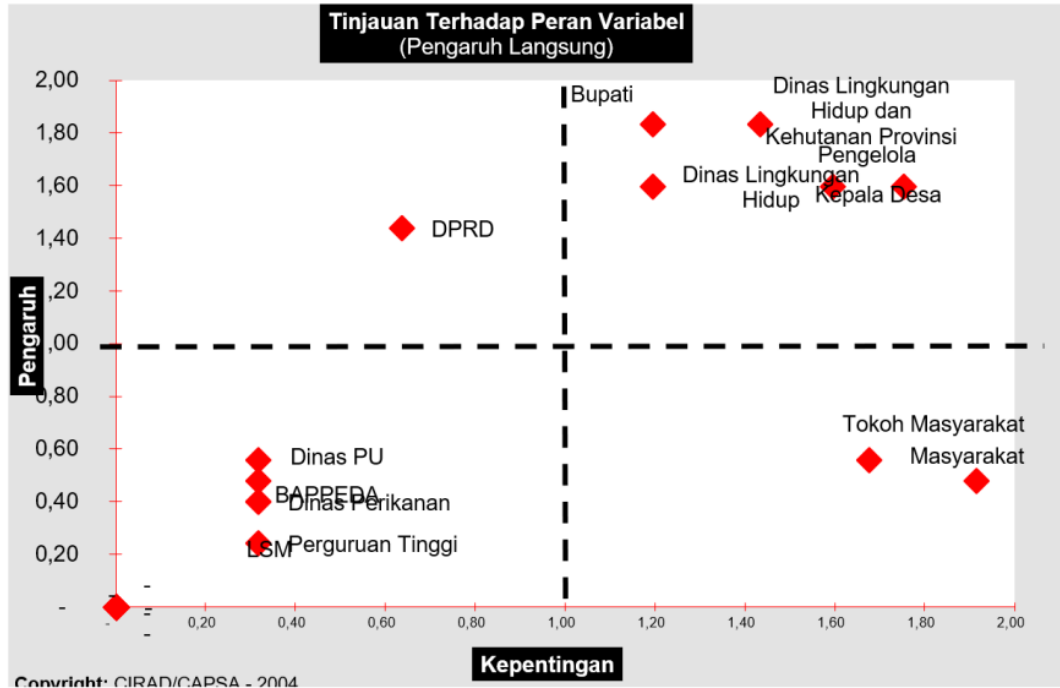 Tinjauan Terhadap Peran Variabel
(Pengaruh Langsung)
2,00
1,80
1,60
1,40
,20
,00
0,80
0,60
0,40
0,20
-
Pengaruh
Bupati
Dinas Lingkungan
Hidup dan
Kehutanan Provinsi
Pengelola
Dinas Lingkungan
Hidup
Kepala Desa
DPRD
Tokoh Masyarakat
Masyarakat
Dinas PU
BAPPEDA
Dinas Perikanan
LSM
Perguruan Tinggi
-
0,20
0,40
0,60
0,80
1,00
1,20
1,40
1,60
1,80
2,00
Kepentingan
Copyright: CIRAD/CAPSA - 2004